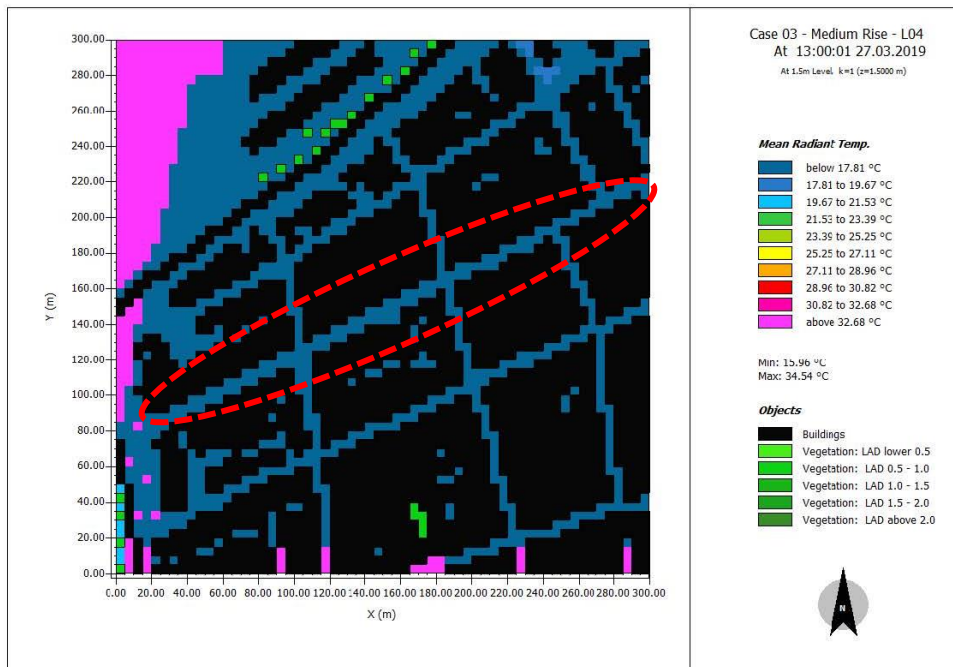 Case 03 - Medium Rise - L04
At 13:00:01 27.03.2019
At 1.5m Level, k=1 (z=1.5000 m)
300.00
280.00
260.00
240.00
220.00
200.00
180.00
160.00
140.00
120.00
100.00
80.00
60.00
40.00
20.00
0.00
Y (m)
0.00 20.00 40.00 60.00 80.00 100.00 120.00 140.00 160.00 180.00 200.00 220.00 240.00 260.00 280.00 300.00
X (m)
Mean Radiant Temp.
below 17.81 °C
17.81 to 19.67 °C
19.67 to 21.53 °C
21.53 to 23.39 °C
23.39 to 25.25 °C
25.25 to 27.11 °C
27.11 to 28.96 °C
28.96 to 30.82 °C
30.82 to 32.68 °C
above 32.68 °C
Min: 15.96 °C
Max: 34.54 °C
Objects
Buildings
Vegetation: LAD lower 0.5
Vegetation: LAD 0.5 - 1.0
Vegetation: LAD 1.0 - 1.5
Vegetation: LAD 1.5 - 2.0
Vegetation: LAD above 2.0
N